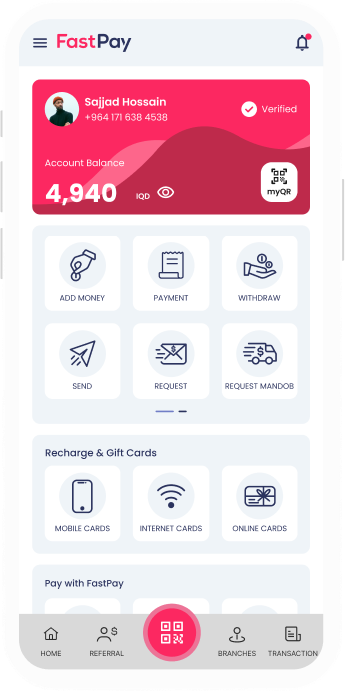 FastPay
Sajjad Hossain
+964 171 638 4538
Verified
Account Balance
4,940 IQD
myQR
ADD MONEY
PAYMENT
WITHDRAW
SEND
REQUEST
REQUEST MANDOB
Recharge & Gift Cards
MOBILE CARDS
INTERNET CARDS
ONLINE CARDS
Pay with FastPay
HOME
REFERRAL
BRANCHES
TRANSACTION